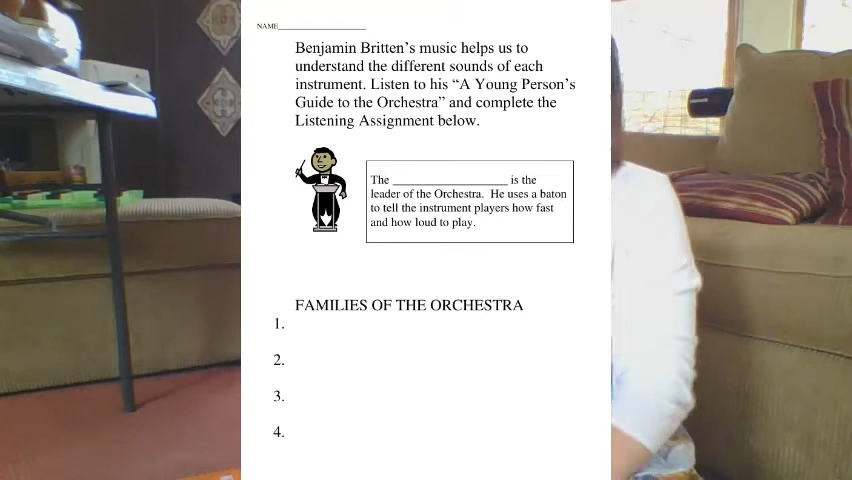 NAME____________________
Benjamin Britten’s music helps us to
understand the different sounds of each
instrument. Listen to his “A Young Person’s
Guide to the Orchestra” and complete the
Listening Assignment below.
The ____________________ is the
leader of the Orchestra.  He uses a baton
to tell the instrument players how fast
and how loud to play.
FAMILIES OF THE ORCHESTRA
1.
2.
3.
4.